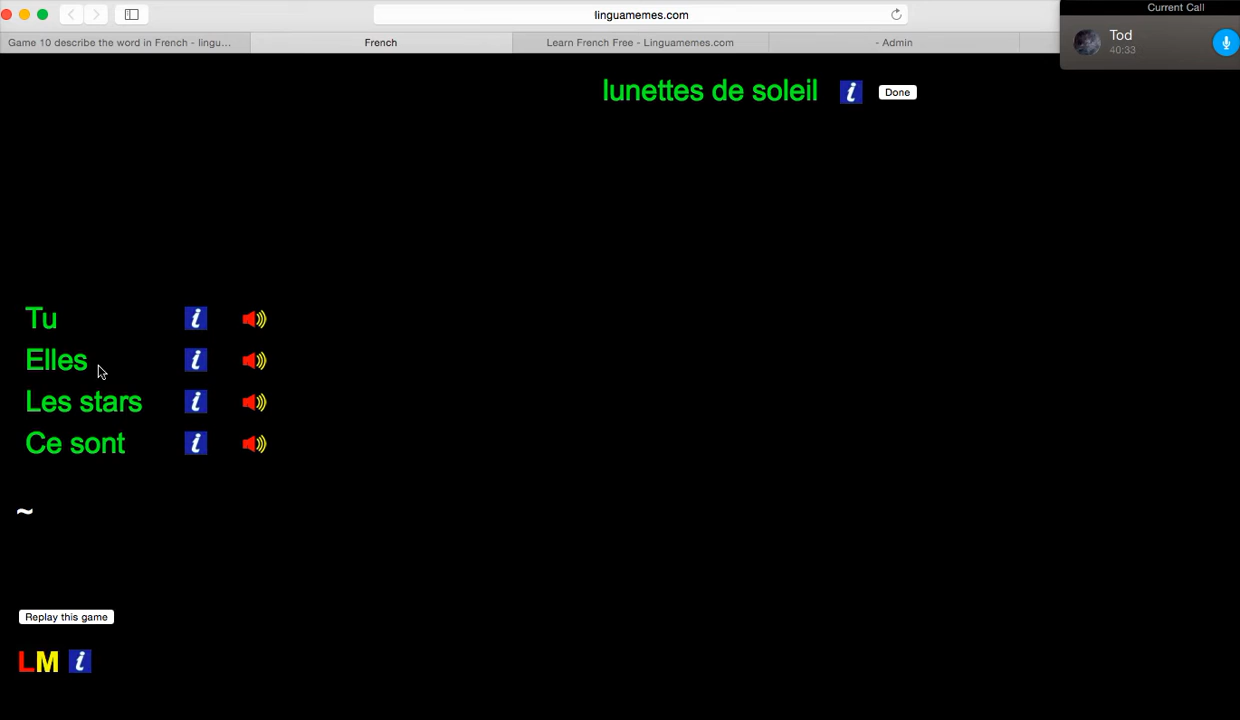 linguamemes.com
Current Call
Game 10 describe the word in French - lingu...
French
Learn French Free - Linguamemes.com
- Admin
Tod
40:33
lunettes de soleil i Done
Tu i
Elles i
Les stars i
Ce sont i
~
Replay this game
LM i